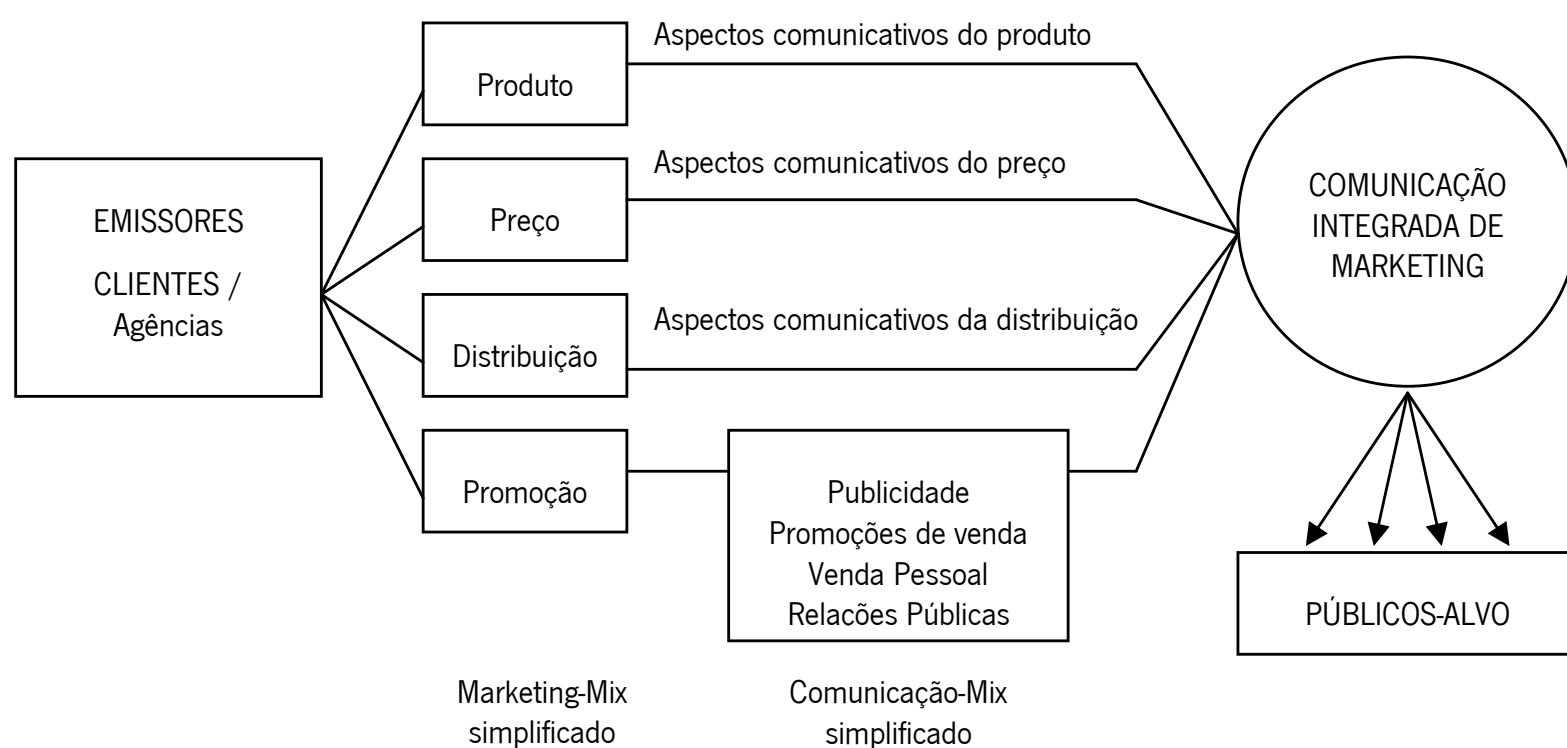 Aspectos comunicativos do produto
Produto
Aspectos comunicativos do preço
Preço
EMISSORES
CLIENTES /
Agências
Aspectos comunicativos da distribuição
Distribuição
Promoção
Publicidade
Promoções de venda
Venda Pessoal
Relacões Públicas
COMUNICAÇÃO
INTEGRADA DE
MARKETING
PÚBLICOS-ALVO
Marketing-Mix
simplificado
Comunicação-Mix
simplificado